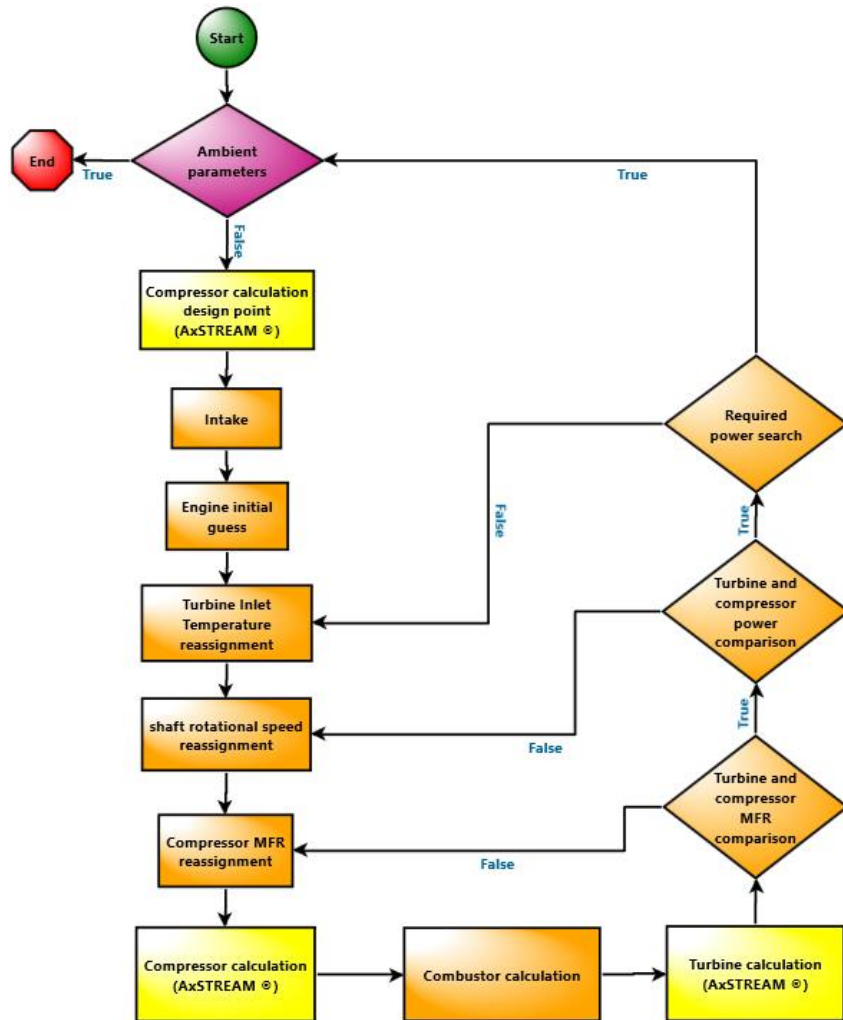 Start
Ambient
parameters
End
True
True
False
Compressor calculation
design point
(AxSTREAM ®)
Intake
Required
power search
Engine initial
guess
False
True
Turbine Inlet
Temperature
reassignment
Turbine and
compressor
power
comparison
shaft rotational speed
reassignment
False
True
Turbine and
compressor
MFR
comparison
Compressor MFR
reassignment
False
Compressor calculation
(AxSTREAM ®)
Combustor calculation
Turbine calculation
(AxSTREAM ®)